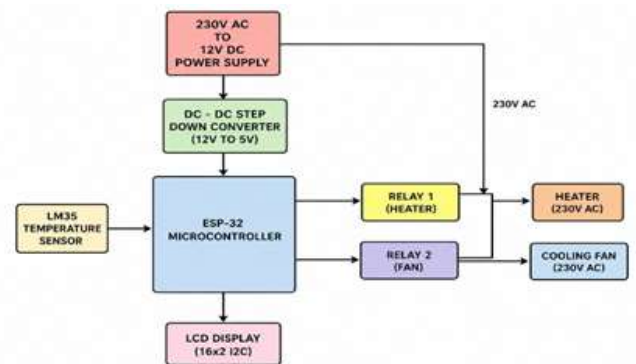 230V AC
TO
12V DC
POWER SUPPLY
230V AC
DC - DC STEP
DOWN CONVERTER
(12V TO 5V)
LM35
TEMPERATURE
SENSOR
ESP-32
MICROCONTROLLER
RELAY 1
(HEATER)
HEATER
(230V AC)
RELAY 2
(FAN)
COOLING FAN
(230V AC)
LCD DISPLAY
(16x2 I2C)